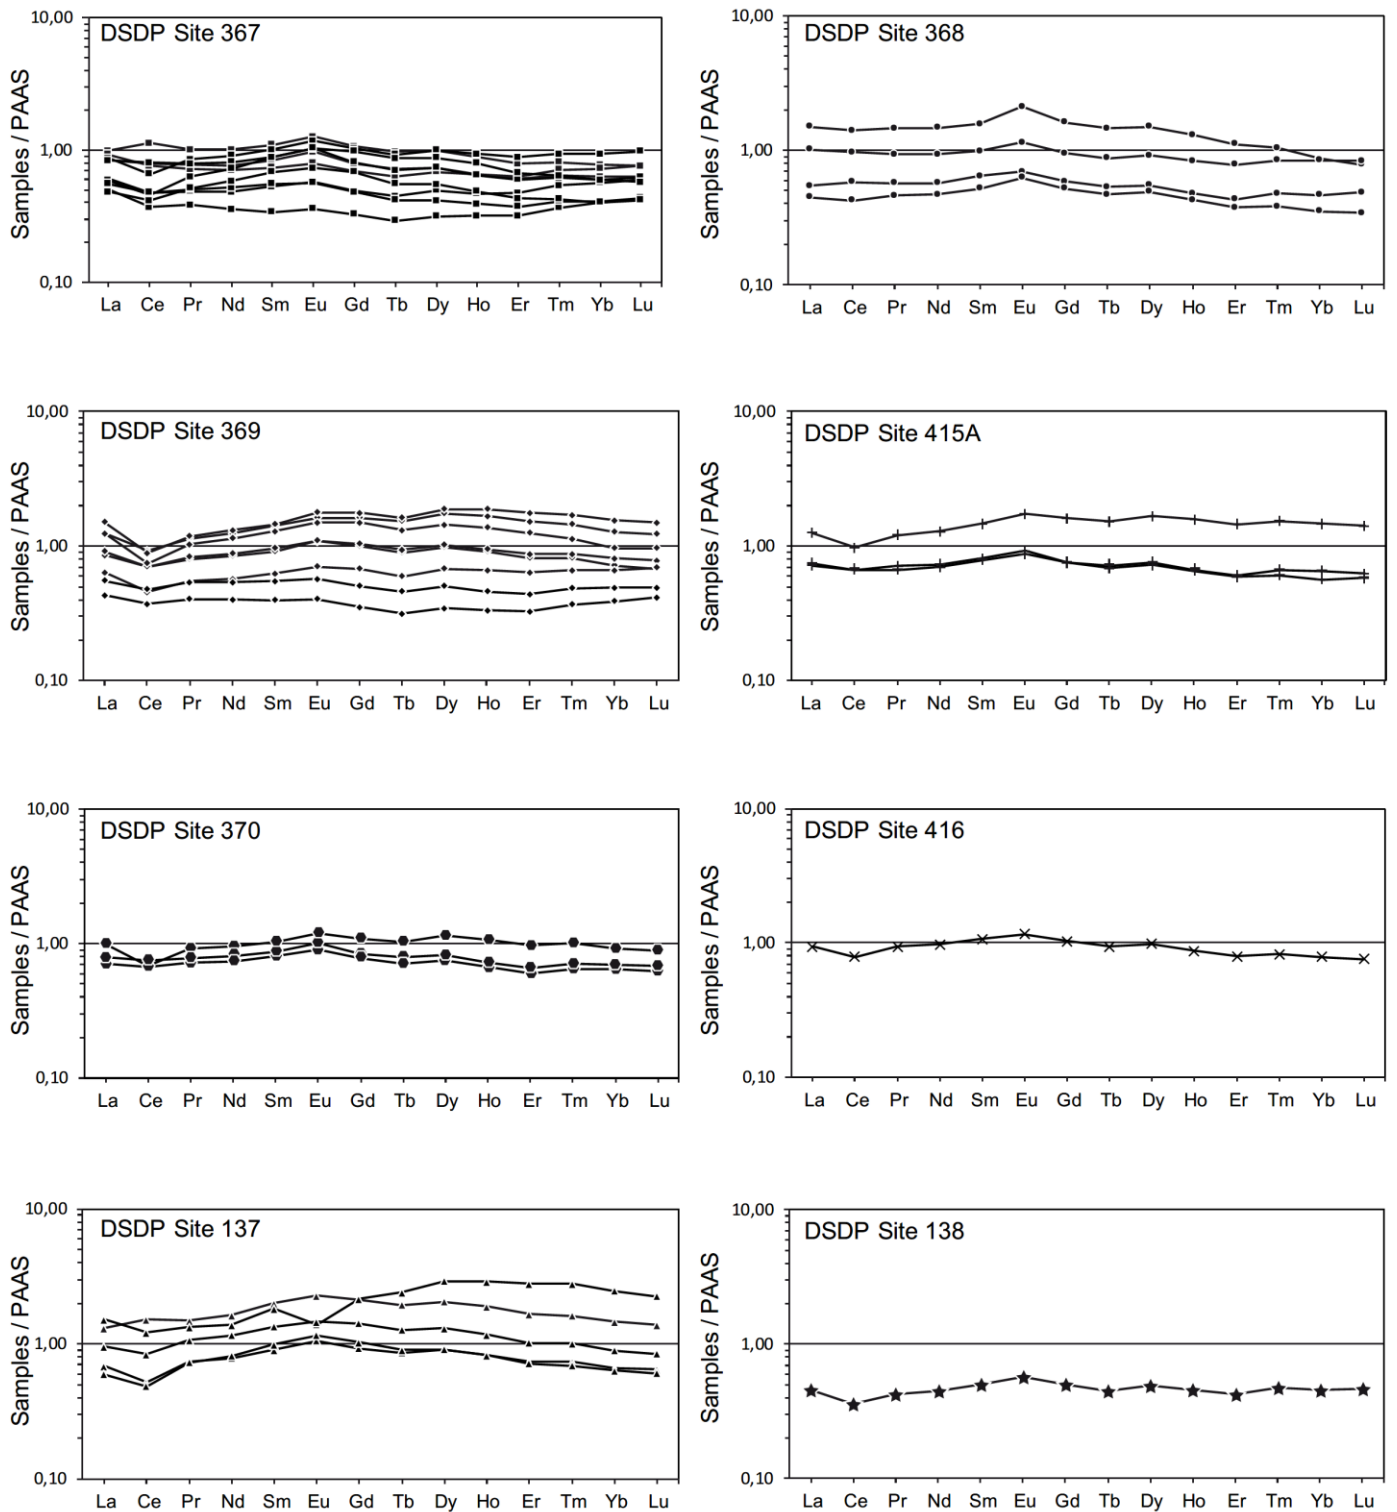 DSDP Site 367
Samples / PAAS
10,00
1,00
0,10
La Ce Pr Nd Sm Eu Gd Tb Dy Ho Er Tm Yb Lu
DSDP Site 368
Samples / PAAS
10,00
1,00
0,10
La Ce Pr Nd Sm Eu Gd Tb Dy Ho Er Tm Yb Lu
DSDP Site 369
Samples / PAAS
10,00
1,00
0,10
La Ce Pr Nd Sm Eu Gd Tb Dy Ho Er Tm Yb Lu
DSDP Site 415A
Samples / PAAS
10,00
1,00
0,10
La Ce Pr Nd Sm Eu Gd Tb Dy Ho Er Tm Yb Lu
DSDP Site 370
Samples / PAAS
10,00
1,00
0,10
La Ce Pr Nd Sm Eu Gd Tb Dy Ho Er Tm Yb Lu
DSDP Site 416
Samples / PAAS
10,00
1,00
0,10
La Ce Pr Nd Sm Eu Gd Tb Dy Ho Er Tm Yb Lu
DSDP Site 137
Samples / PAAS
10,00
1,00
0,10
La Ce Pr Nd Sm Eu Gd Tb Dy Ho Er Tm Yb Lu
DSDP Site 138
Samples / PAAS
10,00
1,00
0,10
La Ce Pr Nd Sm Eu Gd Tb Dy Ho Er Tm Yb Lu